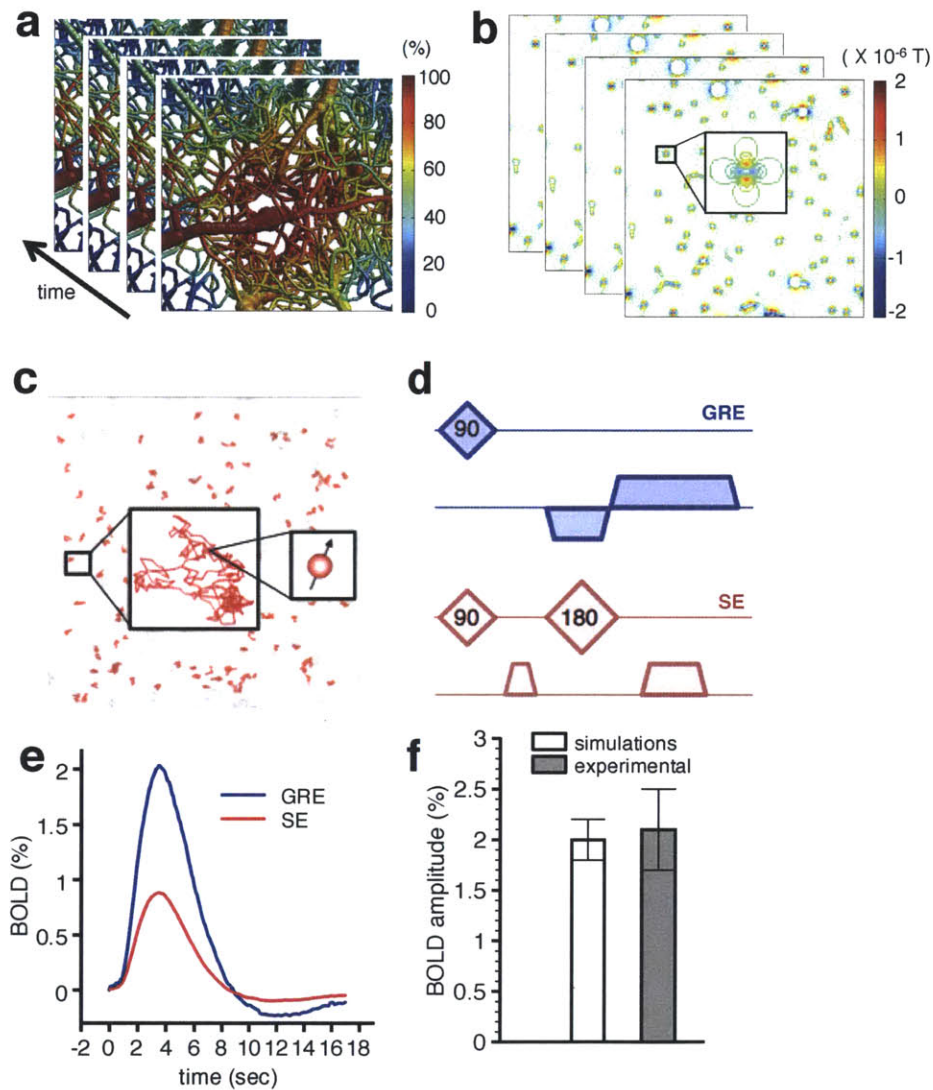 a
(%)
100
80
60
40
20
0
time
b
( X 10⁻⁶ T)
2
1
0
-1
-2
c
d
GRE
90
SE
90
180
e
BOLD (%)
2
1.5
1
0.5
0
GRE
SE
-2 0 2 4 6 8 10 12 14 16 18
time (sec)
f
BOLD amplitude (%)
3
2.5
2
1.5
1
0.5
0
simulations
experimental